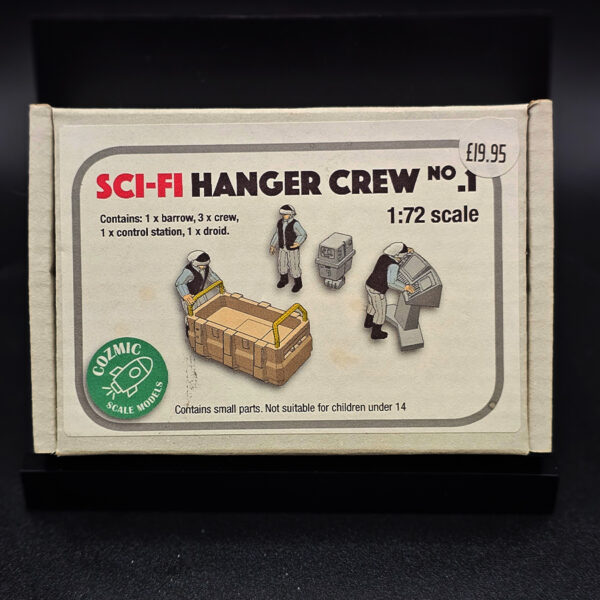 £19.95
SCI-FI HANGER CREW NO.1
Contains: 1 x barrow, 3 x crew,
1 x control station, 1 x droid.
1:72 scale
COZMIC
SCALE MODELS
Contains small parts. Not suitable for children under 14